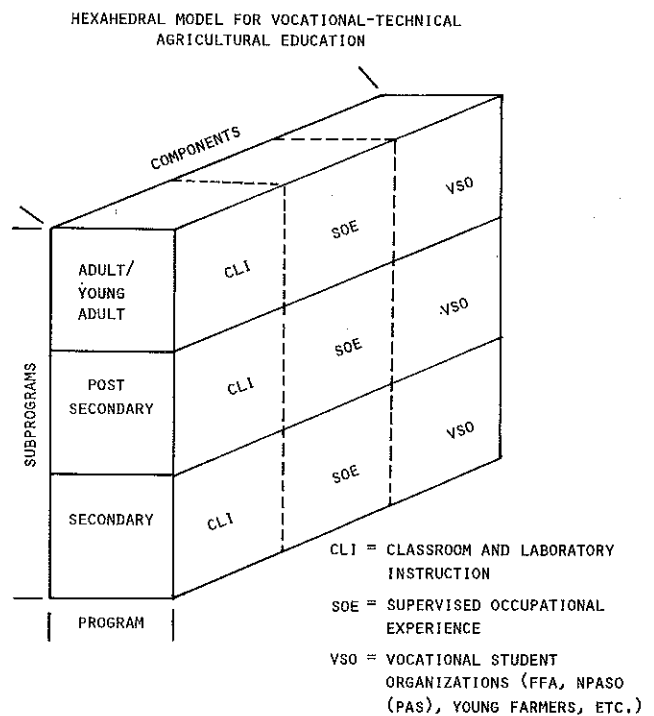 HEXAHEDRAL MODEL FOR VOCATIONAL-TECHNICAL
AGRICULTURAL EDUCATION
COMPONENTS
ADULT/
YOUNG
ADULT
CLI
SOE
VSO
SUBPROGRAMS
POST
SECONDARY
CLI
SOE
VSO
SECONDARY
CLI
SOE
VSO
PROGRAM
CLI = CLASSROOM AND LABORATORY
INSTRUCTION
SOE = SUPERVISED OCCUPATIONAL
EXPERIENCE
VSO = VOCATIONAL STUDENT
ORGANIZATIONS (FFA, NPASO
(PAS), YOUNG FARMERS, ETC.)